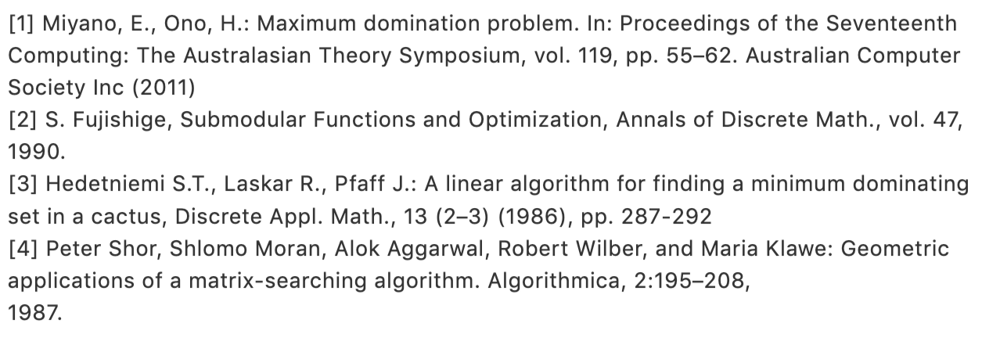 [1] Miyano, E., Ono, H.: Maximum domination problem. In: Proceedings of the Seventeenth
Computing: The Australasian Theory Symposium, vol. 119, pp. 55–62. Australian Computer
Society Inc (2011)
[2] S. Fujishige, Submodular Functions and Optimization, Annals of Discrete Math., vol. 47,
1990.
[3] Hedetniemi S.T., Laskar R., Pfaff J.: A linear algorithm for finding a minimum dominating
set in a cactus, Discrete Appl. Math., 13 (2–3) (1986), pp. 287-292
[4] Peter Shor, Shlomo Moran, Alok Aggarwal, Robert Wilber, and Maria Klawe: Geometric
applications of a matrix-searching algorithm. Algorithmica, 2:195–208,
1987.